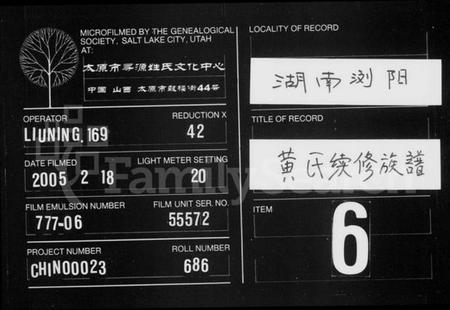 MICROFILMED BY THE GENEALOGICAL
SOCIETY, SALT LAKE CITY, UTAH
AT:
太原市寻源姓氏文化中心
中国 山西 太原市鼓楼街44号
OPERATOR
LIUNING, 169
REDUCTION X
42
DATE FILMED
2005 2 18
LIGHT METER SETTING
20
FILM EMULSION NUMBER
777-06
FILM UNIT SER. NO.
55572
PROJECT NUMBER
CHIN00023
ROLL NUMBER
686
LOCALITY OF RECORD
湖南浏阳
TITLE OF RECORD
黄氏续修族譜
ITEM
6
FamilySearch